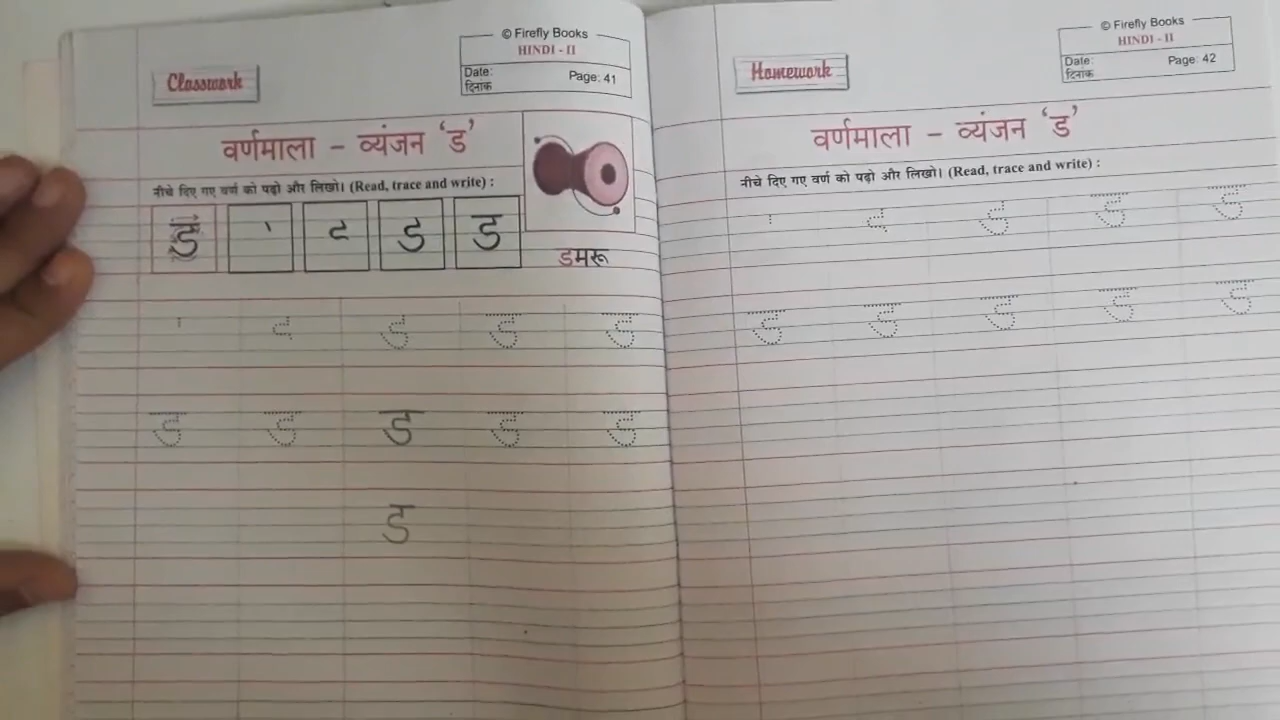 © Firefly Books
HINDI - II
Classwork
Date:
दिनांक
Page: 41
वर्णमाला – व्यंजन ‘ड’
नीचे दिए गए वर्ण को पढ़ो और लिखो। (Read, trace and write) :
ड ड ड
डमरू
ड ड ड
ड ड ड ड ड
ड
© Firefly Books
HINDI - II
Homework
Date:
दिनांक
Page: 42
वर्णमाला – व्यंजन ‘ड’
नीचे दिए गए वर्ण को पढ़ो और लिखो। (Read, trace and write) :
ड ड ड
ड ड ड ड ड